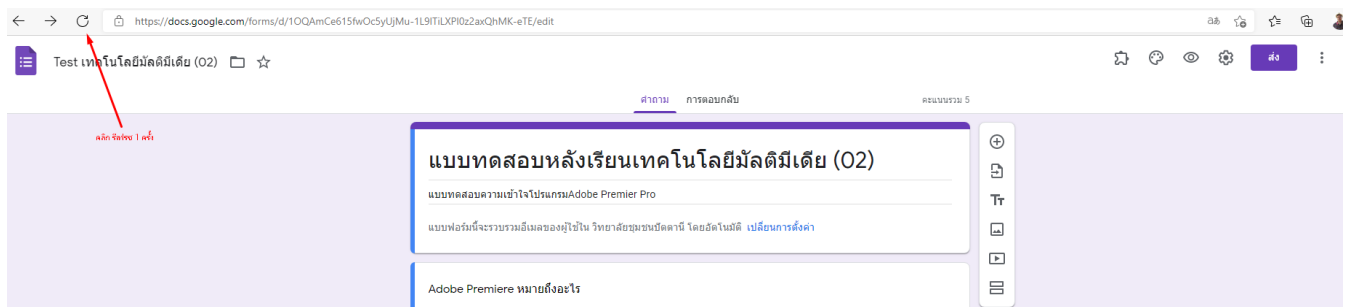 https://docs.google.com/forms/d/1OQAmCe615fwOc5yUjMu-1L9ITiLXPI0z2axQhMK-eTE/edit
Test เทคโนโลยีมัลติมีเดีย (02)
ส่ง
คำถาม การตอบกลับ
คะแนนรวม 5
คลิก รีเฟรช 1 ครั้ง
แบบทดสอบหลังเรียนเทคโนโลยีมัลติมีเดีย (02)
แบบทดสอบความเข้าใจโปรแกรมAdobe Premier Pro
แบบฟอร์มนี้จะรวบรวมอีเมลของผู้ใช้ใน วิทยาลัยชุมชนปัตตานี โดยอัตโนมัติ เปลี่ยนการตั้งค่า
Adobe Premiere หมายถึงอะไร